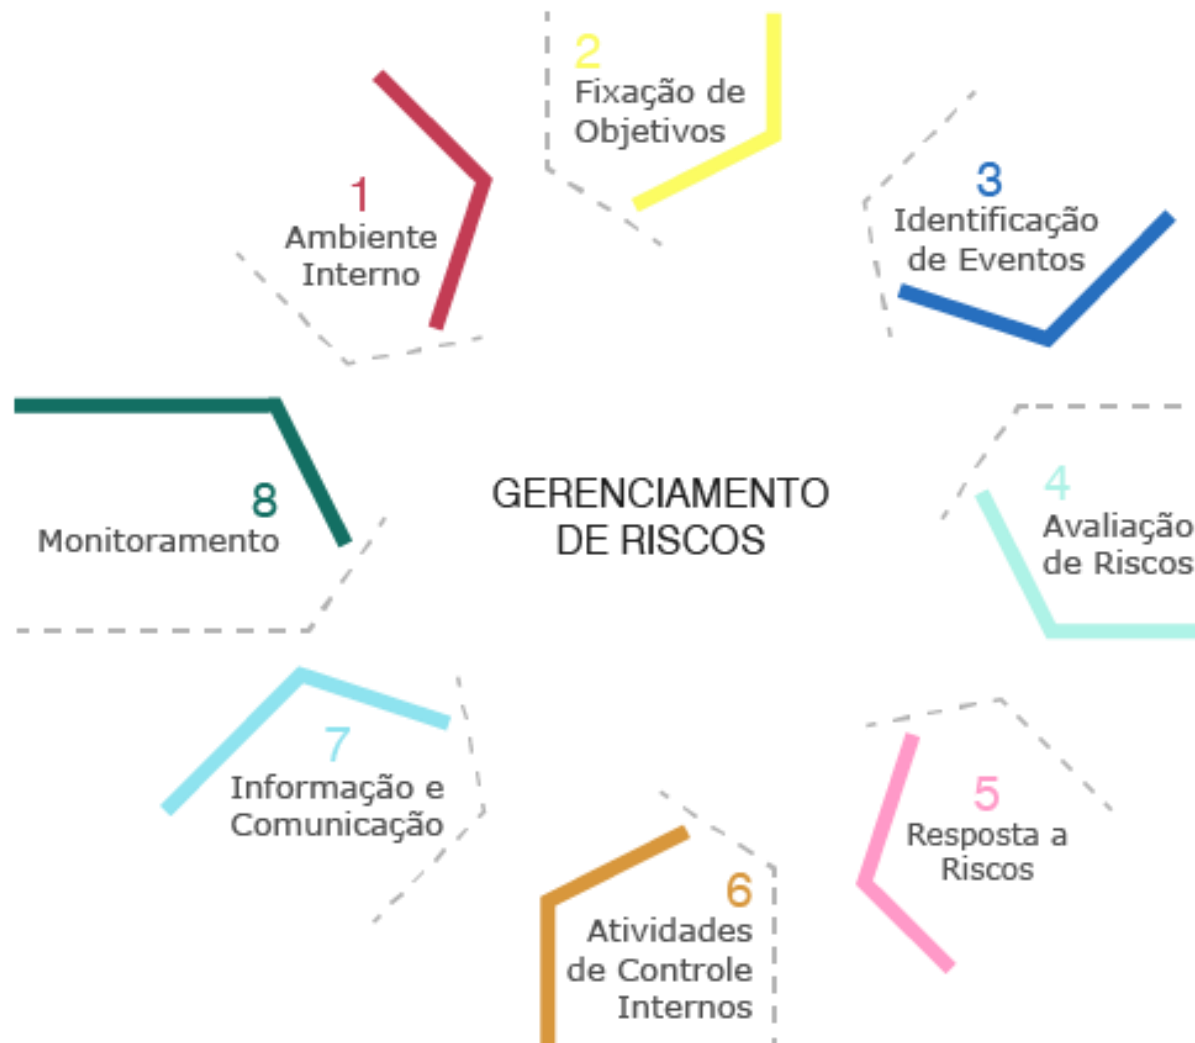 1
Ambiente
Interno
2
Fixação de
Objetivos
3
Identificação
de Eventos
4
Avaliação
de Riscos
5
Resposta a
Riscos
6
Atividades
de Controle
Internos
7
Informação e
Comunicação
8
Monitoramento
GERENCIAMENTO
DE RISCOS